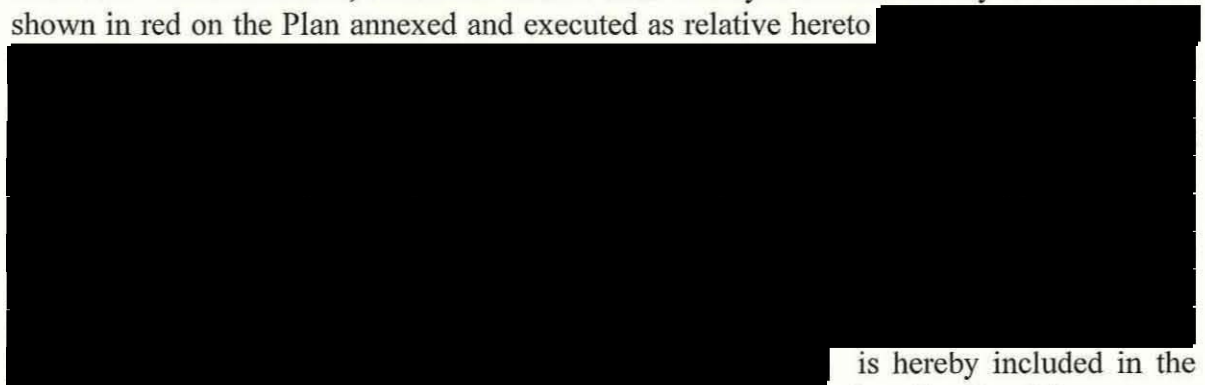 shown in red on the Plan annexed and executed as relative hereto
is hereby included in the